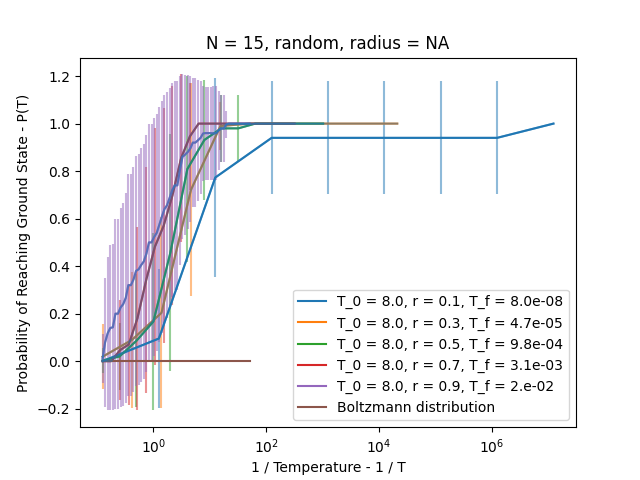 N = 15, random, radius = NA
Probability of Reaching Ground State - P(T)
1.2
1.0
0.8
0.6
0.4
0.2
0.0
−0.2
10^0
10^2
10^4
10^6
1 / Temperature - 1 / T
T_0 = 8.0, r = 0.1, T_f = 8.0e-08
T_0 = 8.0, r = 0.3, T_f = 4.7e-05
T_0 = 8.0, r = 0.5, T_f = 9.8e-04
T_0 = 8.0, r = 0.7, T_f = 3.1e-03
T_0 = 8.0, r = 0.9, T_f = 2.e-02
Boltzmann distribution